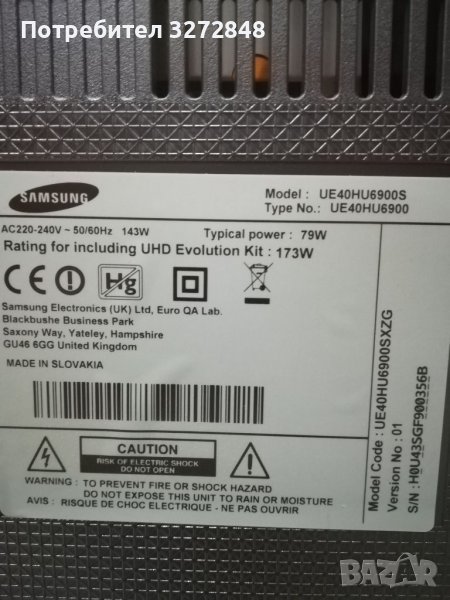 Потребител 3272848
SAMSUNG
Model : UE40HU6900S
Type No.: UE40HU6900
AC220-240V ~ 50/60Hz 143W Typical power : 79W
Rating for including UHD Evolution Kit : 173W
CE Hg
Samsung Electronics (UK) Ltd, Euro QA Lab.
Blackbushe Business Park
Saxony Way, Yateley, Hampshire
GU46 6GG United Kingdom
MADE IN SLOVAKIA
CAUTION
RISK OF ELECTRIC SHOCK
DO NOT OPEN
WARNING : TO PREVENT FIRE OR SHOCK HAZARD
DO NOT EXPOSE THIS UNIT TO RAIN OR MOISTURE
AVIS : RISQUE DE CHOC ELECTRIQUE - NE PAS OUVRIR
Model Code : UE40HU6900SXZG
Version No : 01
S/N : H0U43SGF900356B
BAZAR